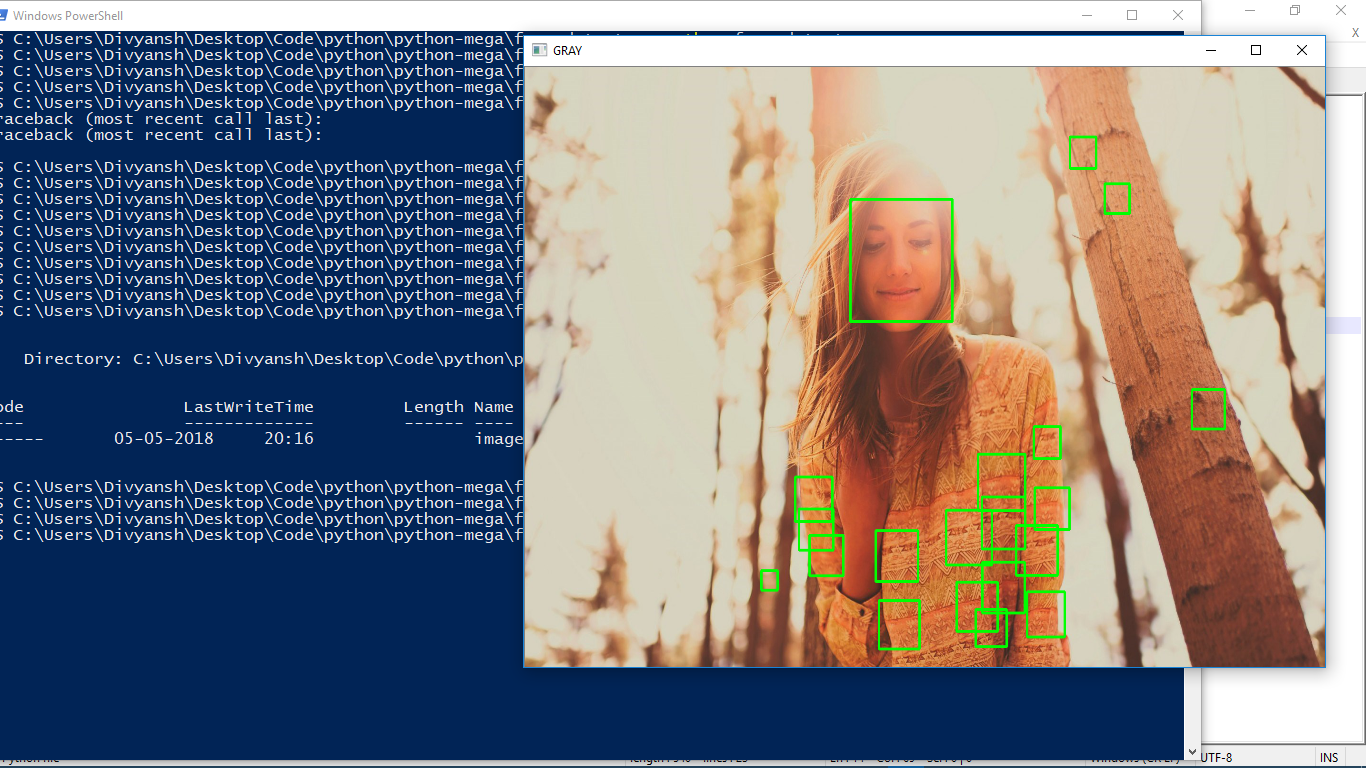 Windows PowerShell
S C:\Users\Divyansh\Desktop\Code\python\python-mega\f
GRAY
S C:\Users\Divyansh\Desktop\Code\python\python-mega\f
S C:\Users\Divyansh\Desktop\Code\python\python-mega\f
S C:\Users\Divyansh\Desktop\Code\python\python-mega\f
S C:\Users\Divyansh\Desktop\Code\python\python-mega\f
raceback (most recent call last):
raceback (most recent call last):
S C:\Users\Divyansh\Desktop\Code\python\python-mega\f
S C:\Users\Divyansh\Desktop\Code\python\python-mega\f
S C:\Users\Divyansh\Desktop\Code\python\python-mega\f
S C:\Users\Divyansh\Desktop\Code\python\python-mega\f
S C:\Users\Divyansh\Desktop\Code\python\python-mega\f
S C:\Users\Divyansh\Desktop\Code\python\python-mega\f
S C:\Users\Divyansh\Desktop\Code\python\python-mega\f
S C:\Users\Divyansh\Desktop\Code\python\python-mega\f
S C:\Users\Divyansh\Desktop\Code\python\python-mega\f
S C:\Users\Divyansh\Desktop\Code\python\python-mega\f
Directory: C:\Users\Divyansh\Desktop\Code\python\p
ode LastWriteTime Length Name
--- ------------- ------ ----
----- 05-05-2018 20:16 image
S C:\Users\Divyansh\Desktop\Code\python\python-mega\f
S C:\Users\Divyansh\Desktop\Code\python\python-mega\f
S C:\Users\Divyansh\Desktop\Code\python\python-mega\f
S C:\Users\Divyansh\Desktop\Code\python\python-mega\f
UTF-8 INS